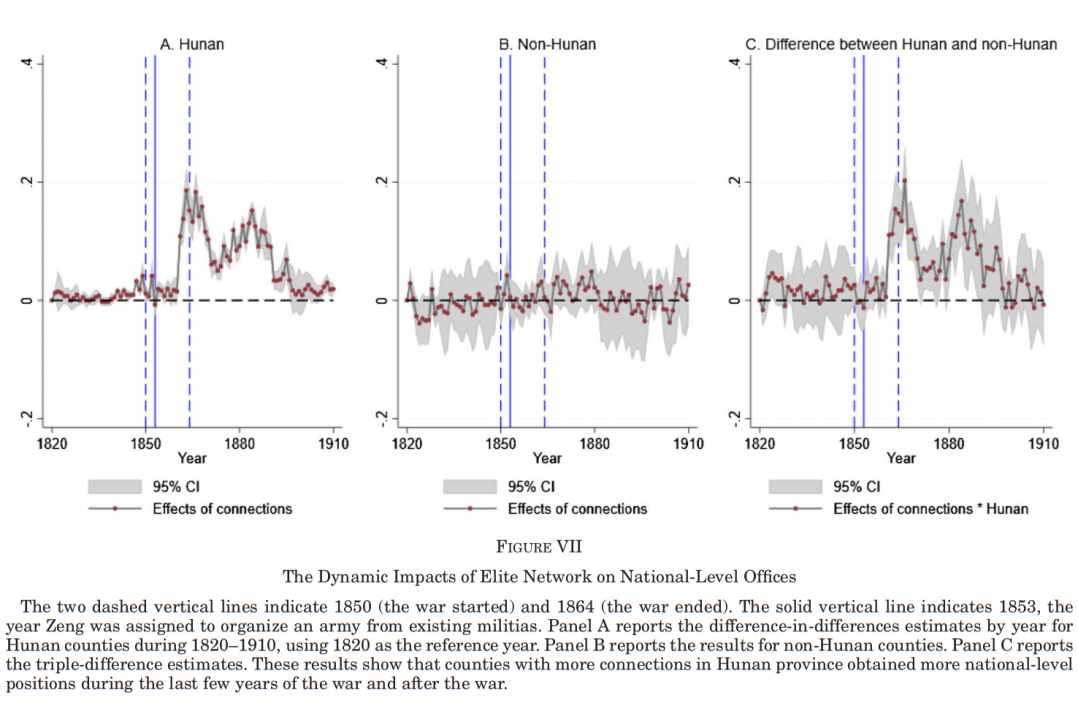 A. Hunan
B. Non-Hunan
C. Difference between Hunan and non-Hunan
.4
.2
0
-.2
1820 1850 1880 1910
Year
95% CI
Effects of connections
.4
.2
0
-.2
1820 1850 1880 1910
Year
95% CI
Effects of connections
.4
.2
0
-.2
1820 1850 1880 1910
Year
95% CI
Effects of connections * Hunan
FIGURE VII
The Dynamic Impacts of Elite Network on National-Level Offices
The two dashed vertical lines indicate 1850 (the war started) and 1864 (the war ended). The solid vertical line indicates 1853, the
year Zeng was assigned to organize an army from existing militias. Panel A reports the difference-in-differences estimates by year for
Hunan counties during 1820–1910, using 1820 as the reference year. Panel B reports the results for non-Hunan counties. Panel C reports
the triple-difference estimates. These results show that counties with more connections in Hunan province obtained more national-level
positions during the last few years of the war and after the war.